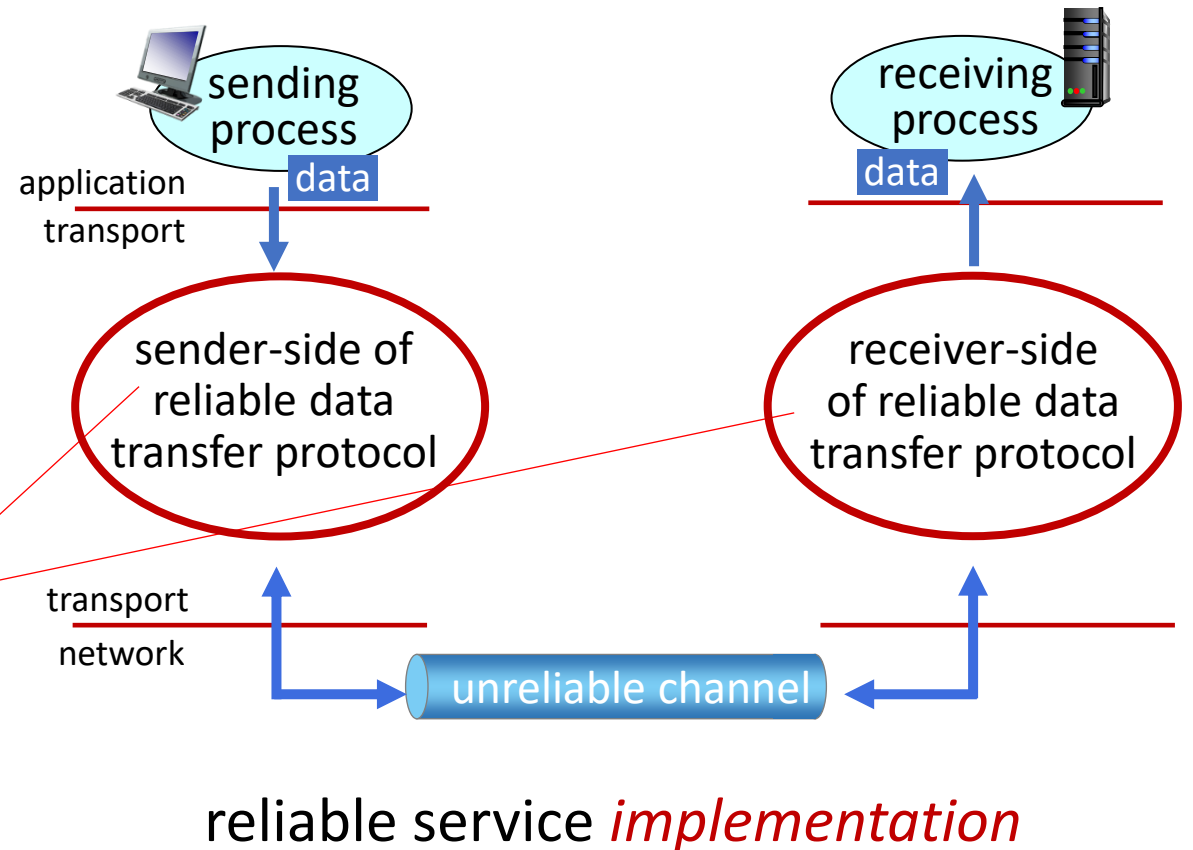 sending
process
data
receiving
process
data
application
transport
sender-side of
reliable data
transfer protocol
receiver-side
of reliable data
transfer protocol
transport
network
unreliable channel
reliable service implementation